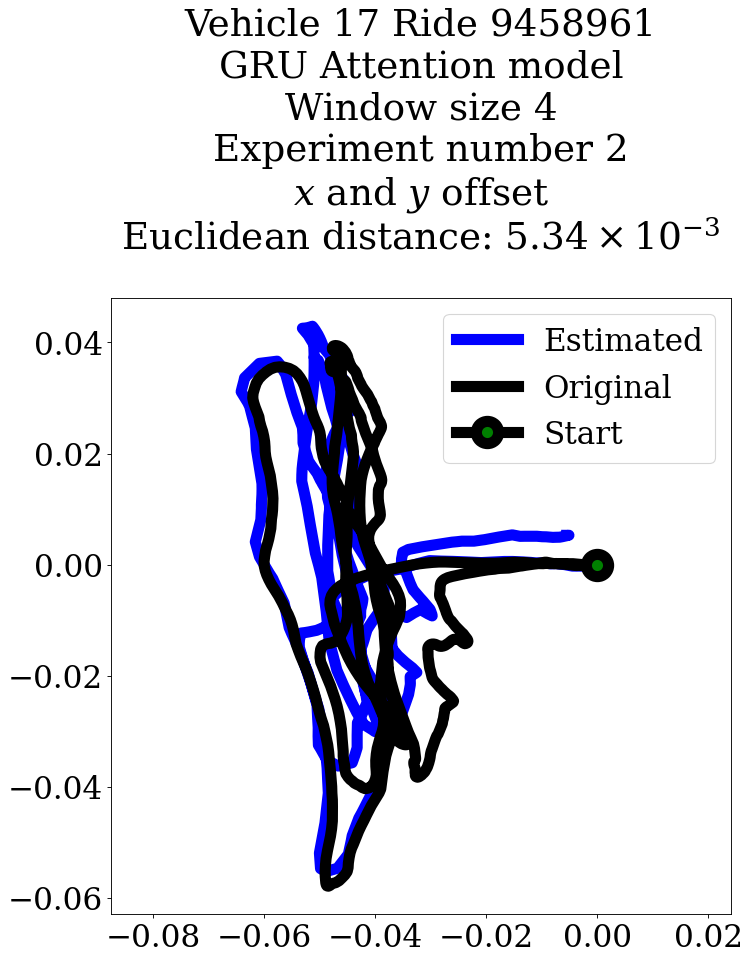 Vehicle 17 Ride 9458961
GRU Attention model
Window size 4
Experiment number 2
x and y offset
Euclidean distance: 5.34 × 10⁻³
Estimated
Original
Start
0.04
0.02
0.00
−0.02
−0.04
−0.06
−0.08 −0.06 −0.04 −0.02 0.00 0.02